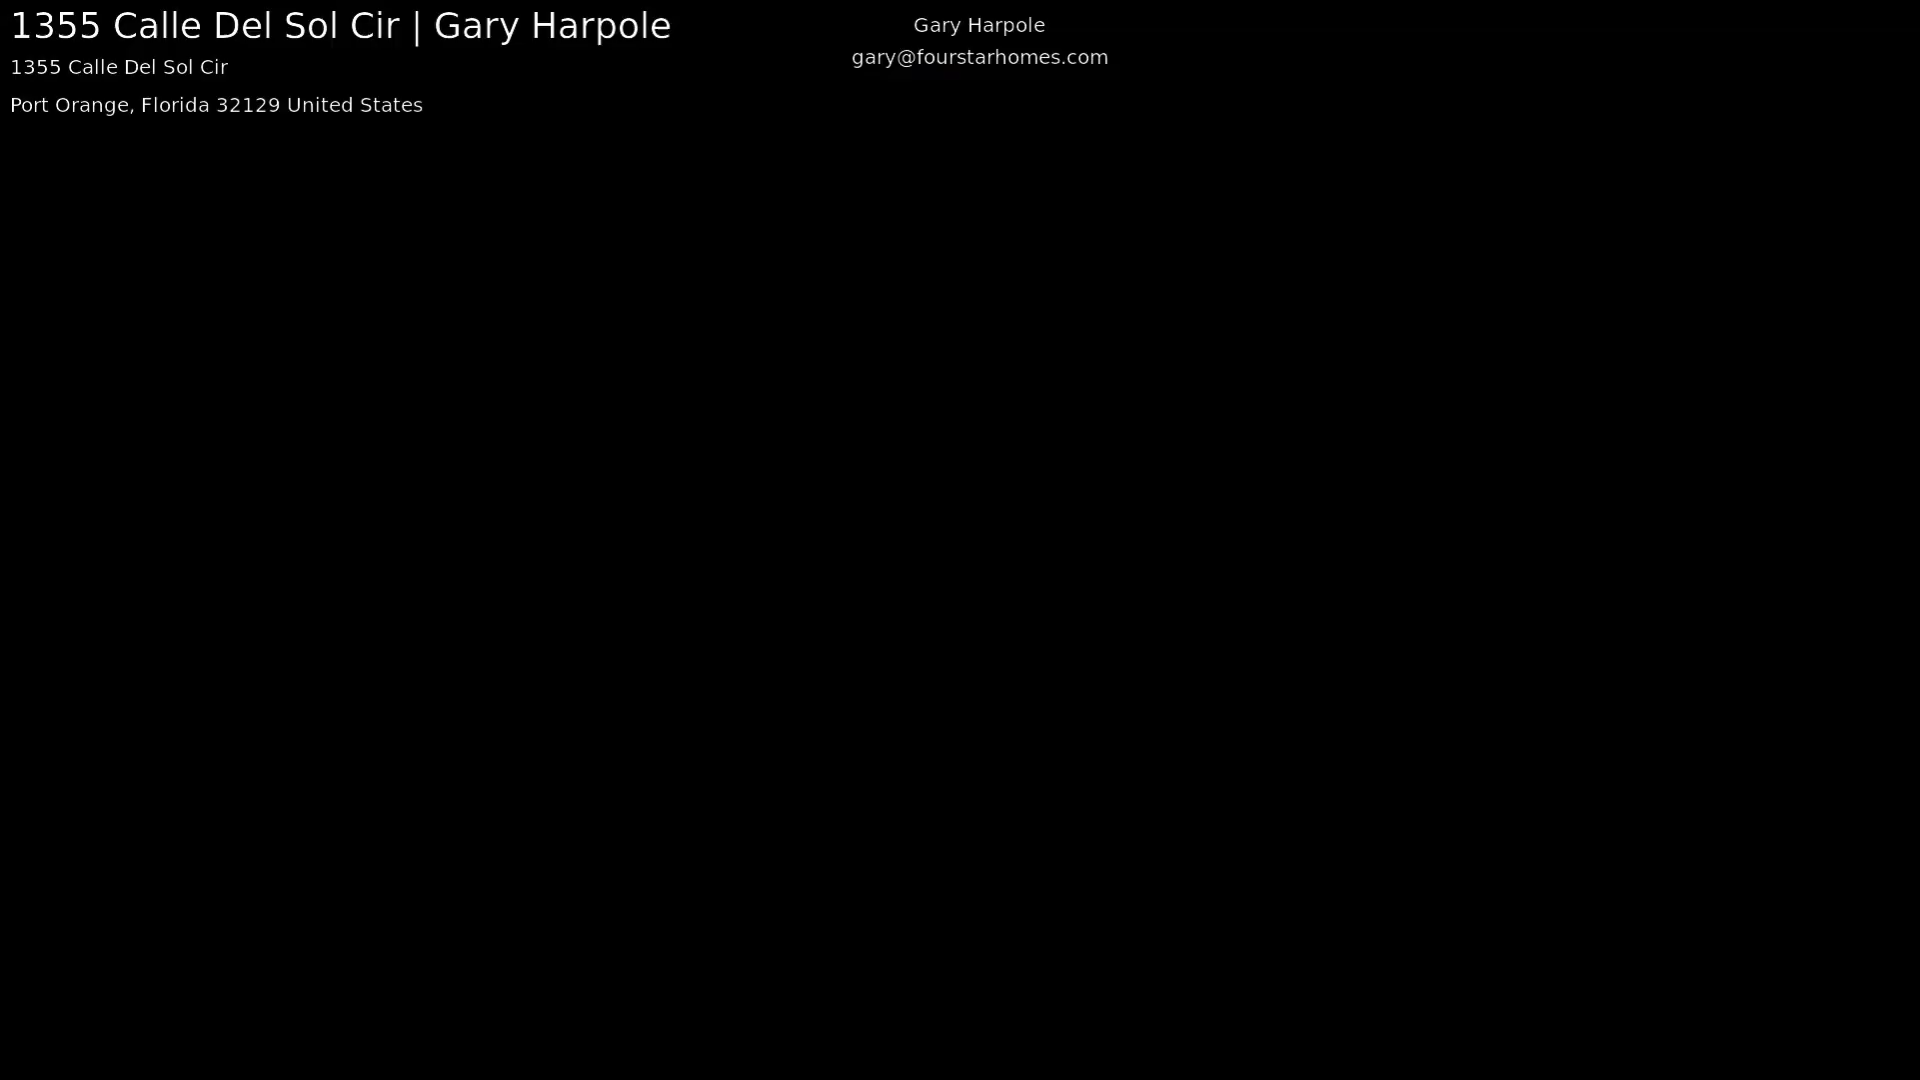 1355 Calle Del Sol Cir | Gary Harpole
1355 Calle Del Sol Cir
Port Orange, Florida 32129 United States
Gary Harpole
gary@fourstarhomes.com